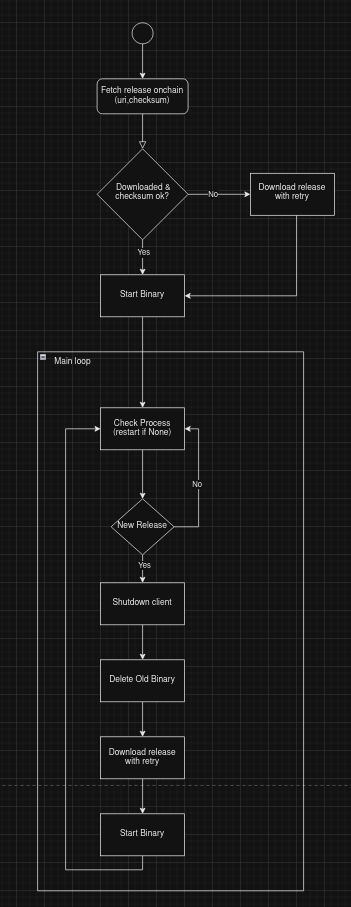 Fetch release onchain
(uri,checksum)
Downloaded &
checksum ok?
No
Download release
with retry
Yes
Start Binary
Main loop
Check Process
(restart if None)
No
New Release
Yes
Shutdown client
Delete Old Binary
Download release
with retry
Start Binary